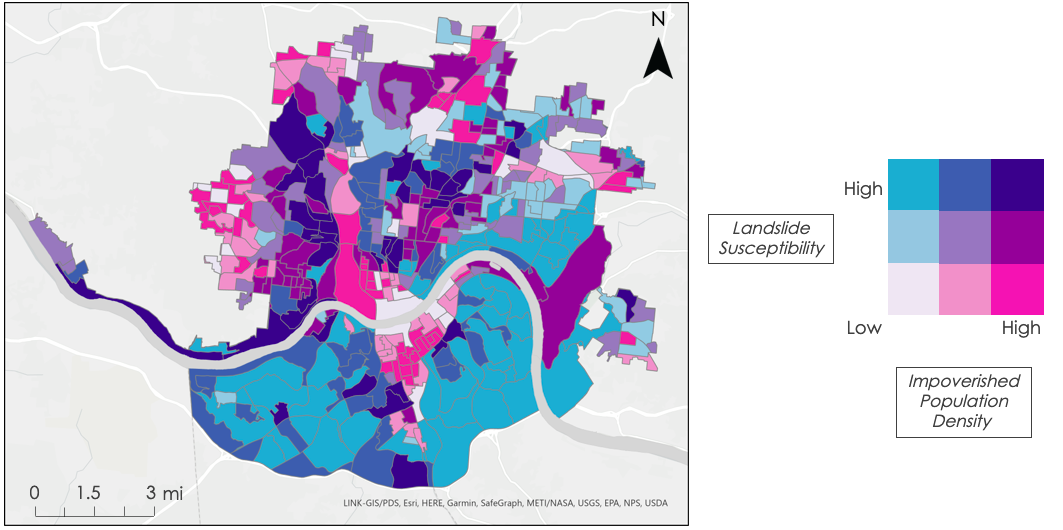 N
High
Landslide
Susceptibility
Low
High
Impoverished
Population
Density
0 1.5 3 mi
LINK-GIS/PDS, Esri, HERE, Garmin, SafeGraph, METI/NASA, USGS, EPA, NPS, USDA